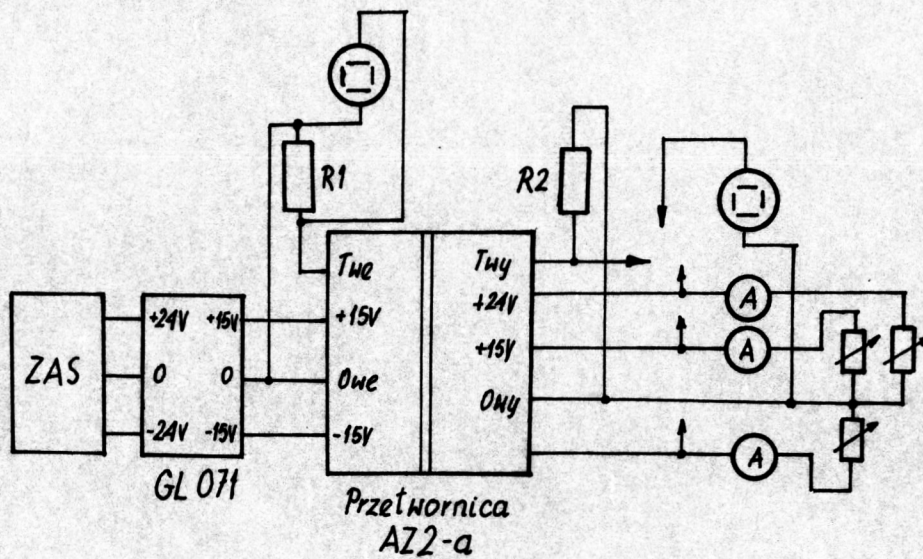 R1
R2
ZAS
+24V
0
-24V
+15V
0
-15V
GL 071
Twe
+15V
Owe
-15V
Twy
+24V
+15V
Owy
Przetwornica
AZ2-a
A
A
A